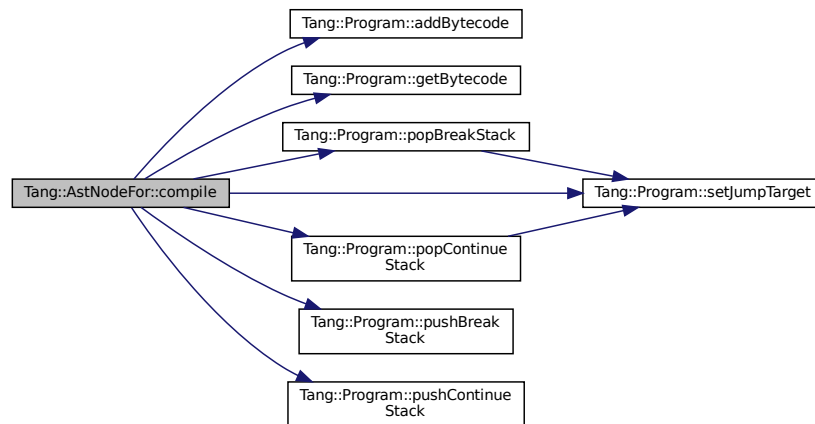 Tang::Program::addBytecode
Tang::Program::getBytecode
Tang::Program::popBreakStack
Tang::AstNodeFor::compile
Tang::Program::setJumpTarget
Tang::Program::popContinue
Stack
Tang::Program::pushBreak
Stack
Tang::Program::pushContinue
Stack